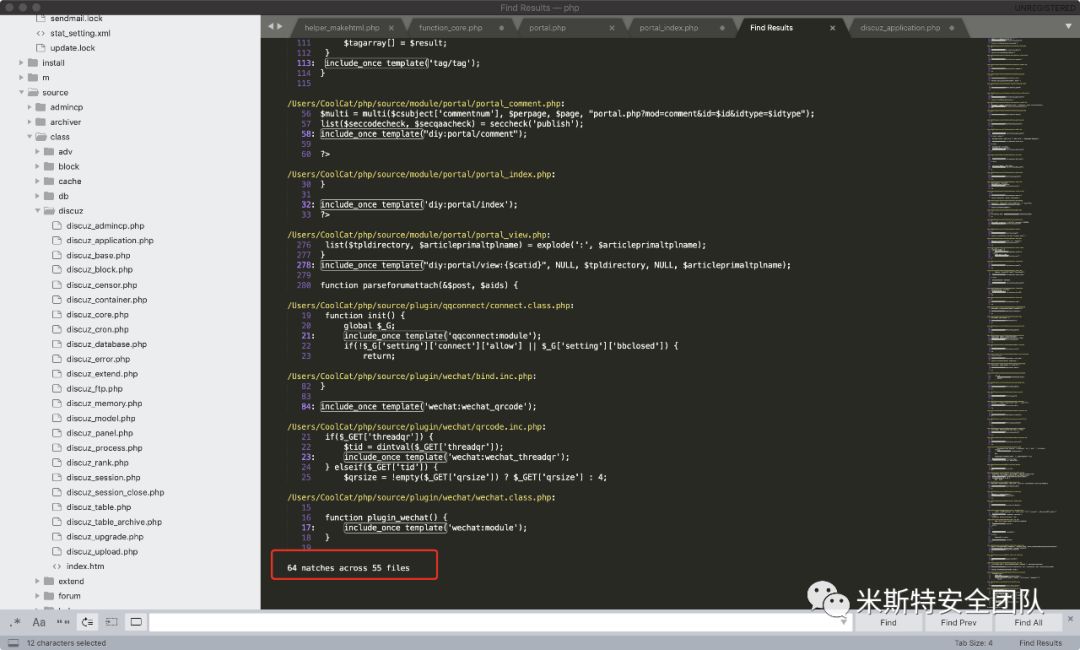 Find Results — php
UNREGISTERED
sendmail.lock
stat_setting.xml
update.lock
install
m
source
admincp
archiver
class
adv
block
cache
db
discuz
discuz_admincp.php
discuz_application.php
discuz_base.php
discuz_block.php
discuz_censor.php
discuz_container.php
discuz_core.php
discuz_cron.php
discuz_database.php
discuz_error.php
discuz_extend.php
discuz_ftp.php
discuz_memory.php
discuz_model.php
discuz_panel.php
discuz_process.php
discuz_rank.php
discuz_session.php
discuz_session_close.php
discuz_table.php
discuz_table_archive.php
discuz_upgrade.php
discuz_upload.php
index.htm
extend
forum
helper_makehtml.php
function_core.php
portal.php
portal_index.php
Find Results
discuz_application.php
111 $tagarray[] = $result;
112 }
113: include_once template('tag/tag');
114 }
115
/Users/CoolCat/php/source/module/portal/portal_comment.php:
56 $multi = multi($csubject['commentnum'], $perpage, $page, "portal.php?mod=comment&id=$id&idtype=$idtype");
57 list($seccodecheck, $secqaacheck) = seccheck('publish');
58: include_once template("diy:portal/comment");
59
60 ?>
/Users/CoolCat/php/source/module/portal/portal_index.php:
30 }
31
32: include_once template('diy:portal/index');
33 ?>
/Users/CoolCat/php/source/module/portal/portal_view.php:
276 list($tpldirectory, $articleprimaltplname) = explode(':', $articleprimaltplname);
277 }
278: include_once template("diy:portal/view:{$catid}", NULL, $tpldirectory, NULL, $articleprimaltplname);
279
280 function parseforumattach(&$post, $aids) {
/Users/CoolCat/php/source/plugin/qqconnect/connect.class.php:
19 function init() {
20 global $_G;
21: include_once template('qqconnect:module');
22 if(!$_G['setting']['connect']['allow'] || $_G['setting']['bbclosed']) {
23 return;
/Users/CoolCat/php/source/plugin/wechat/bind.inc.php:
82 }
83
84: include_once template('wechat:wechat_qrcode');
/Users/CoolCat/php/source/plugin/wechat/qrcode.inc.php:
21 if($_GET['threadqr']) {
22 $tid = dintval($_GET['threadqr']);
23: include_once template('wechat:wechat_threadqr');
24 } elseif($_GET['tid']) {
25 $qrsize = !empty($_GET['qrsize']) ? $_GET['qrsize'] : 4;
/Users/CoolCat/php/source/plugin/wechat/wechat.class.php:
15
16 function plugin_wechat() {
17: include_once template('wechat:module');
18 }
19
64 matches across 55 files
米斯特安全团队
.* Aa “”
Find
Find Prev
Find All
12 characters selected
Tab Size: 4
Find Results